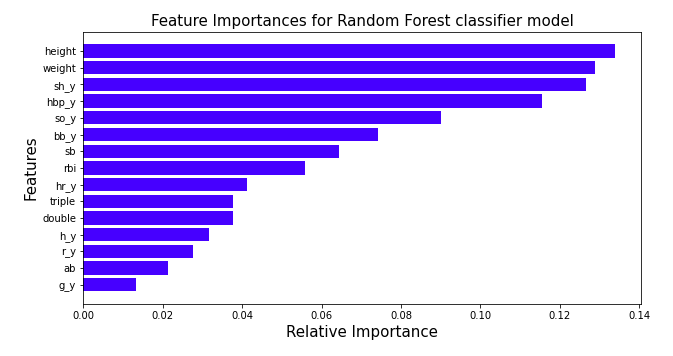 Feature Importances for Random Forest classifier model
height
weight
sh_y
hbp_y
so_y
bb_y
sb
rbi
hr_y
triple
double
h_y
r_y
ab
g_y
Features
0.00 0.02 0.04 0.06 0.08 0.10 0.12 0.14
Relative Importance